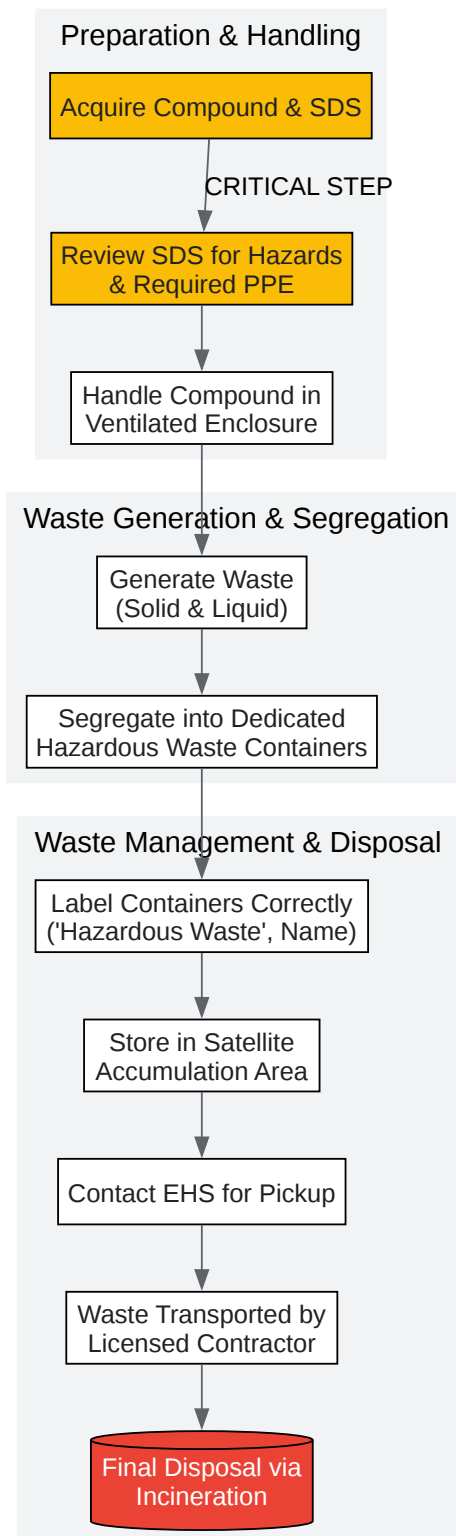 Preparation & Handling
Acquire Compound & SDS
CRITICAL STEP
Review SDS for Hazards
& Required PPE
Handle Compound in
Ventilated Enclosure
Waste Generation & Segregation
Generate Waste
(Solid & Liquid)
Segregate into Dedicated
Hazardous Waste Containers
Waste Management & Disposal
Label Containers Correctly
('Hazardous Waste', Name)
Store in Satellite
Accumulation Area
Contact EHS for Pickup
Waste Transported by
Licensed Contractor
Final Disposal via
Incineration